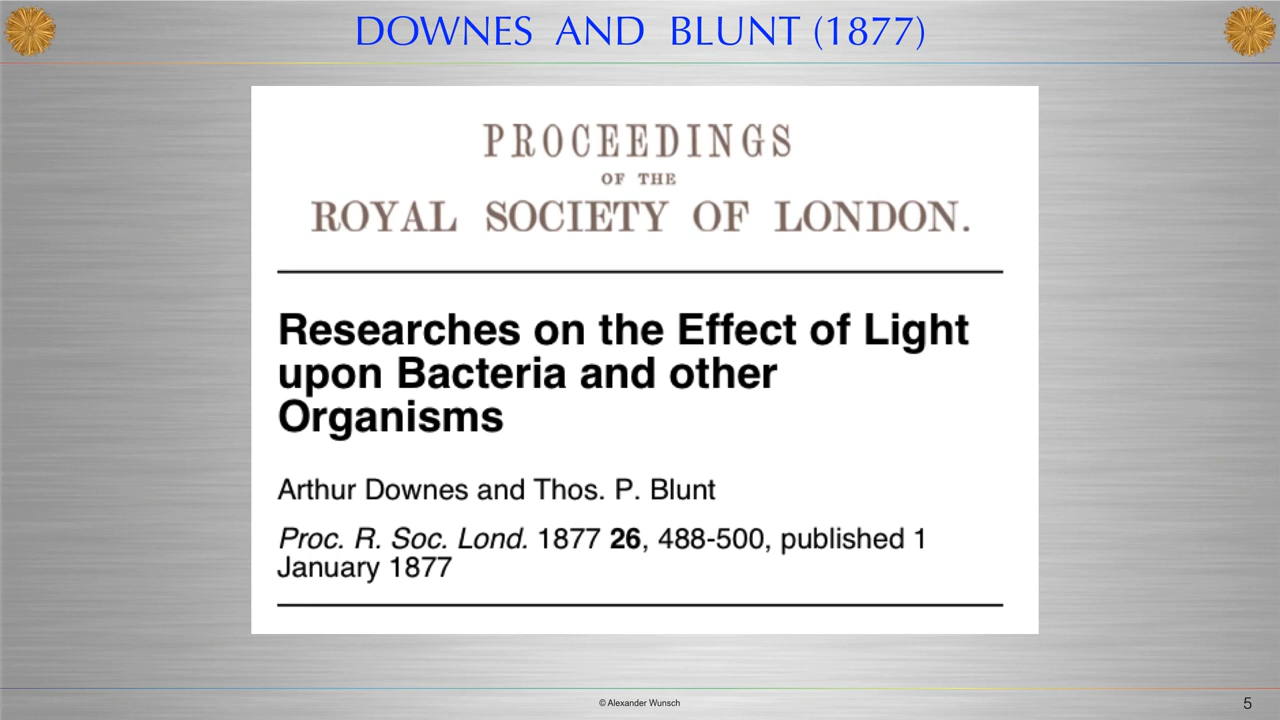 DOWNES AND BLUNT (1877)
PROCEEDINGS
OF THE
ROYAL SOCIETY OF LONDON.
Researches on the Effect of Light
upon Bacteria and other
Organisms
Arthur Downes and Thos. P. Blunt
Proc. R. Soc. Lond. 1877 26, 488-500, published 1
January 1877
© Alexander Wunsch
5